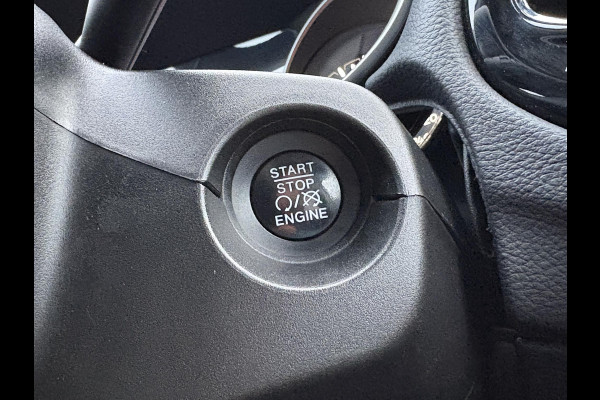 START
STOP
/
ENGINE